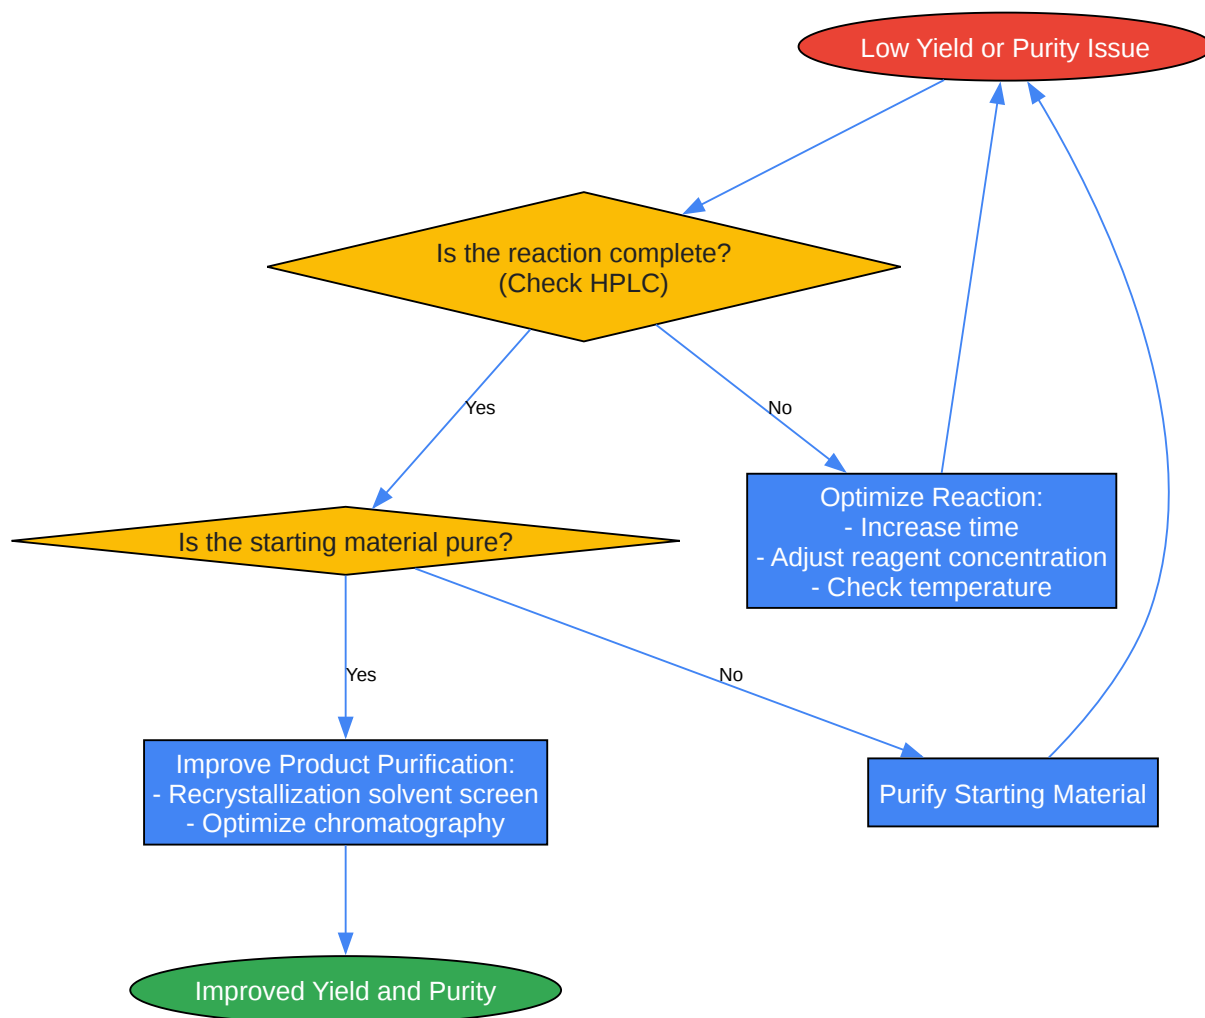 Low Yield or Purity Issue
Is the reaction complete?
(Check HPLC)
Yes
No
Optimize Reaction:
- Increase time
- Adjust reagent concentration
- Check temperature
Is the starting material pure?
Yes
No
Improve Product Purification:
- Recrystallization solvent screen
- Optimize chromatography
Purify Starting Material
Improved Yield and Purity